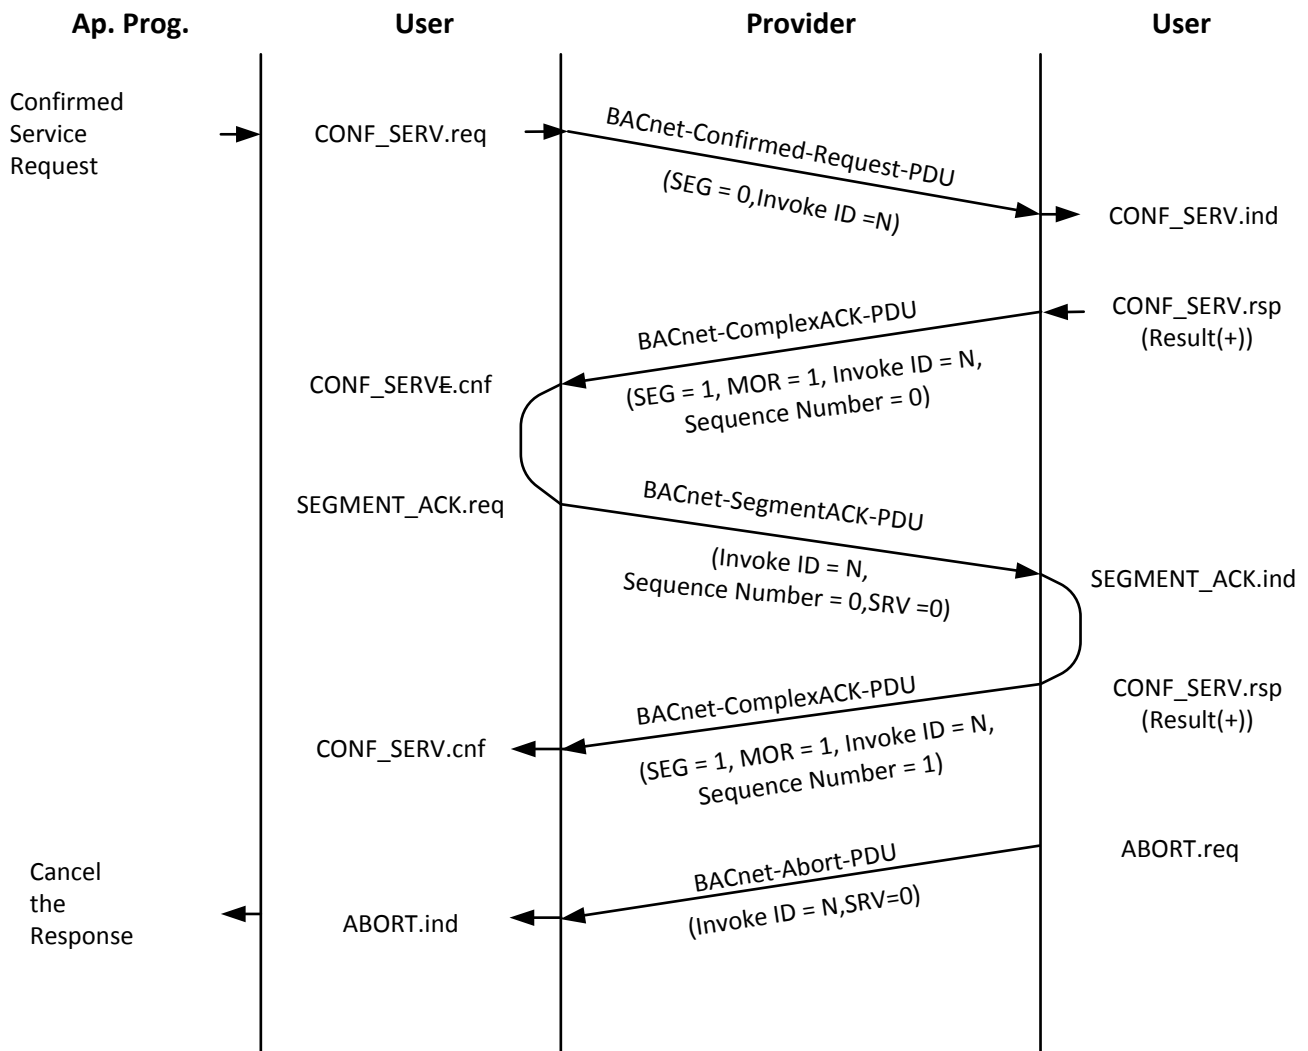 Ap. Prog.
User
Provider
User
Confirmed
Service
Request
CONF_SERV.req
BACnet-Confirmed-Request-PDU
(SEG = 0,Invoke ID =N)
CONF_SERV.ind
CONF_SERV.rsp
(Result(+))
BACnet-ComplexACK-PDU
(SEG = 1, MOR = 1, Invoke ID = N,
Sequence Number = 0)
CONF_SERVE.cnf
SEGMENT_ACK.req
BACnet-SegmentACK-PDU
(Invoke ID = N,
Sequence Number = 0,SRV =0)
SEGMENT_ACK.ind
CONF_SERV.rsp
(Result(+))
BACnet-ComplexACK-PDU
(SEG = 1, MOR = 1, Invoke ID = N,
Sequence Number = 1)
CONF_SERV.cnf
ABORT.req
BACnet-Abort-PDU
(Invoke ID = N,SRV=0)
ABORT.ind
Cancel
the
Response